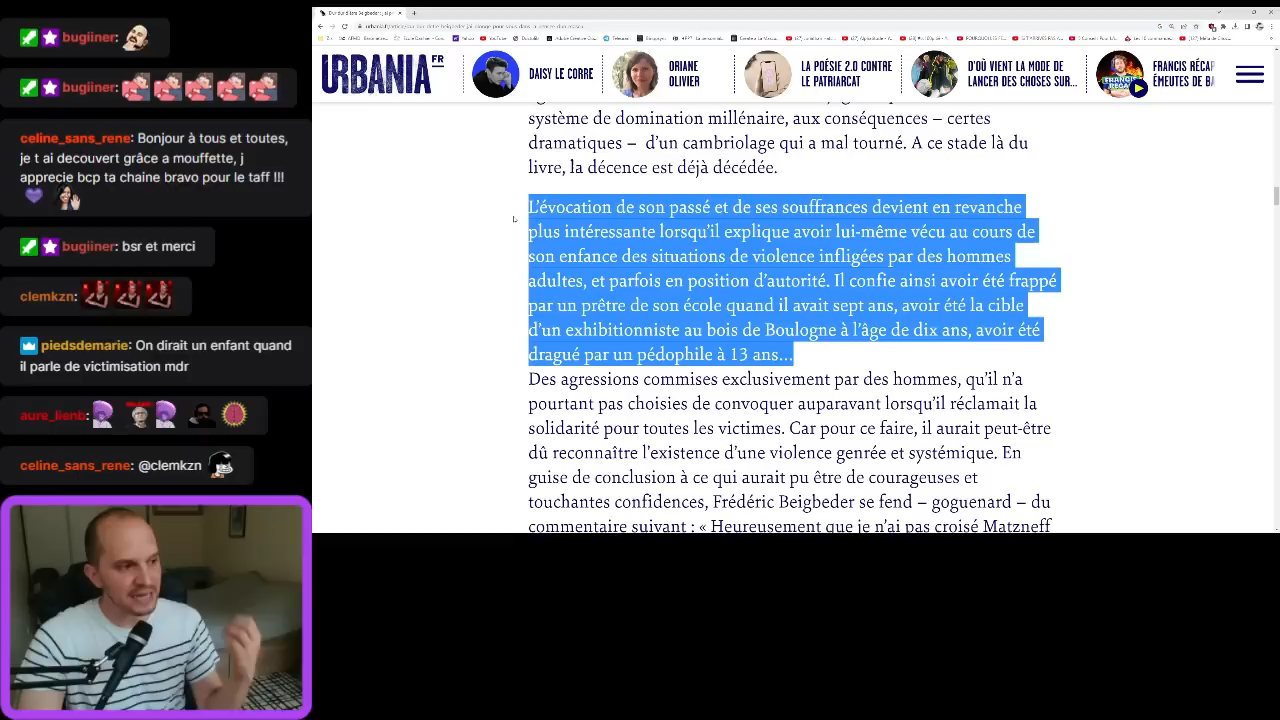 bugiiner:
bugiiner:
celine_sans_rene: Bonjour à tous et toutes,
je t ai decouvert grâce a mouffette, j
apprecie bcp ta chaine bravo pour le taff !!!
bugiiner: bsr et merci
clemkzn:
piedsdemarie: On dirait un enfant quand
il parle de victimisation mdr
aure_lienb:
celine_sans_rene: @clemkzn
URBANIA FR
DAISY LE CORRE
ORIANE
OLIVIER
LA POÉSIE 2.0 CONTRE
LE PATRIARCAT
D'OÙ VIENT LA MODE DE
LANCER DES CHOSES SUR...
FRANCIS RÉCAP
ÉMEUTES DE BA
système de domination millénaire, aux conséquences – certes
dramatiques – d’un cambriolage qui a mal tourné. A ce stade là du
livre, la décence est déjà décédée.
L’évocation de son passé et de ses souffrances devient en revanche
plus intéressante lorsqu’il explique avoir lui-même vécu au cours de
son enfance des situations de violence infligées par des hommes
adultes, et parfois en position d’autorité. Il confie ainsi avoir été frappé
par un prêtre de son école quand il avait sept ans, avoir été la cible
d’un exhibitionniste au bois de Boulogne à l’âge de dix ans, avoir été
dragué par un pédophile à 13 ans…
Des agressions commises exclusivement par des hommes, qu’il n’a
pourtant pas choisies de convoquer auparavant lorsqu’il réclamait la
solidarité pour toutes les victimes. Car pour ce faire, il aurait peut-être
dû reconnaître l’existence d’une violence genrée et systémique. En
guise de conclusion à ce qui aurait pu être de courageuses et
touchantes confidences, Frédéric Beigbeder se fend – goguenard – du
commentaire suivant : « Heureusement que je n’ai pas croisé Matzneff